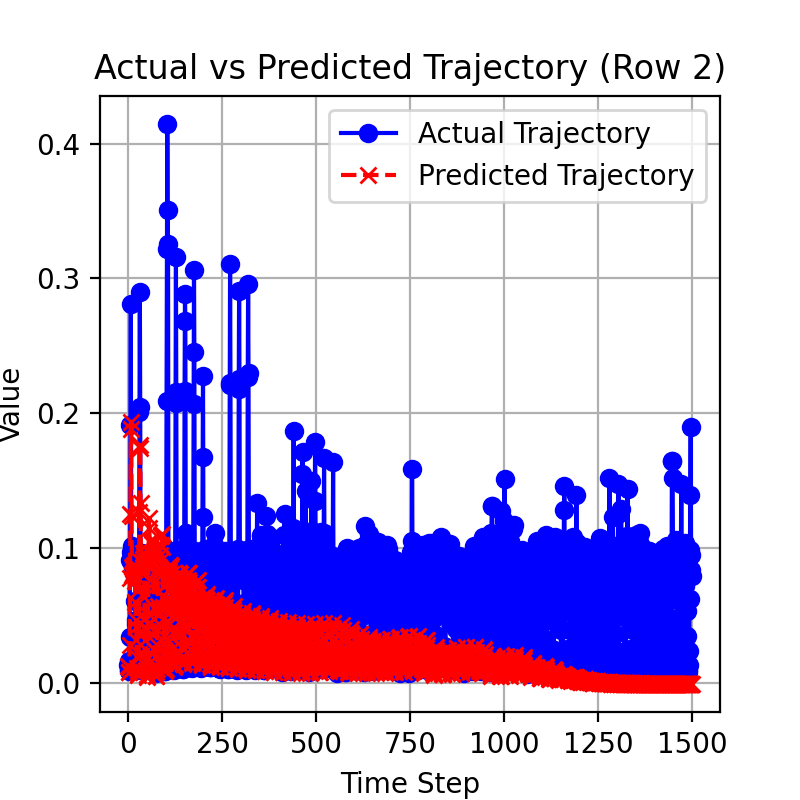 Actual vs Predicted Trajectory (Row 2)
Actual Trajectory
Predicted Trajectory
Value
0.4
0.3
0.2
0.1
0.0
0 250 500 750 1000 1250 1500
Time Step